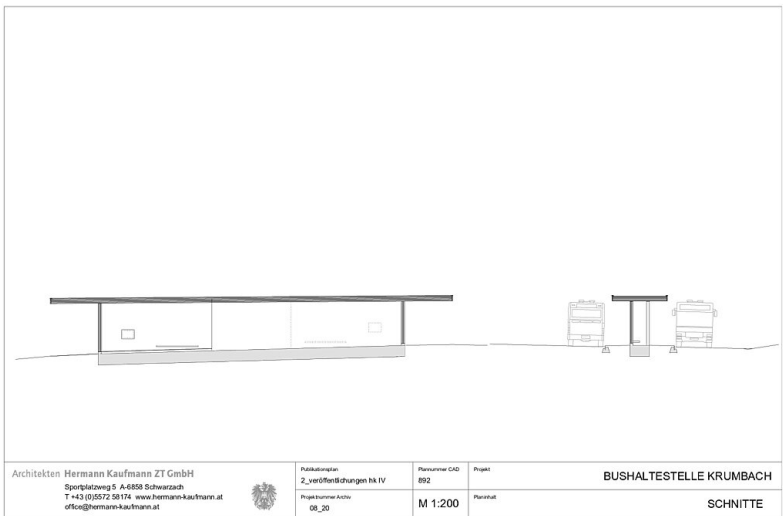 Architekten Hermann Kaufmann ZT GmbH
Sportplatzweg 5 A-6858 Schwarzach
T +43 (0)5572 58174 www.hermann-kaufmann.at
office@hermann-kaufmann.at
Publikationsplan
2_veröffentlichungen hk IV
Projektnummer Archiv
08_20
Plannummer CAD
892
M 1:200
Projekt
BUSHALTESTELLE KRUMBACH
Planinhalt
SCHNITTE